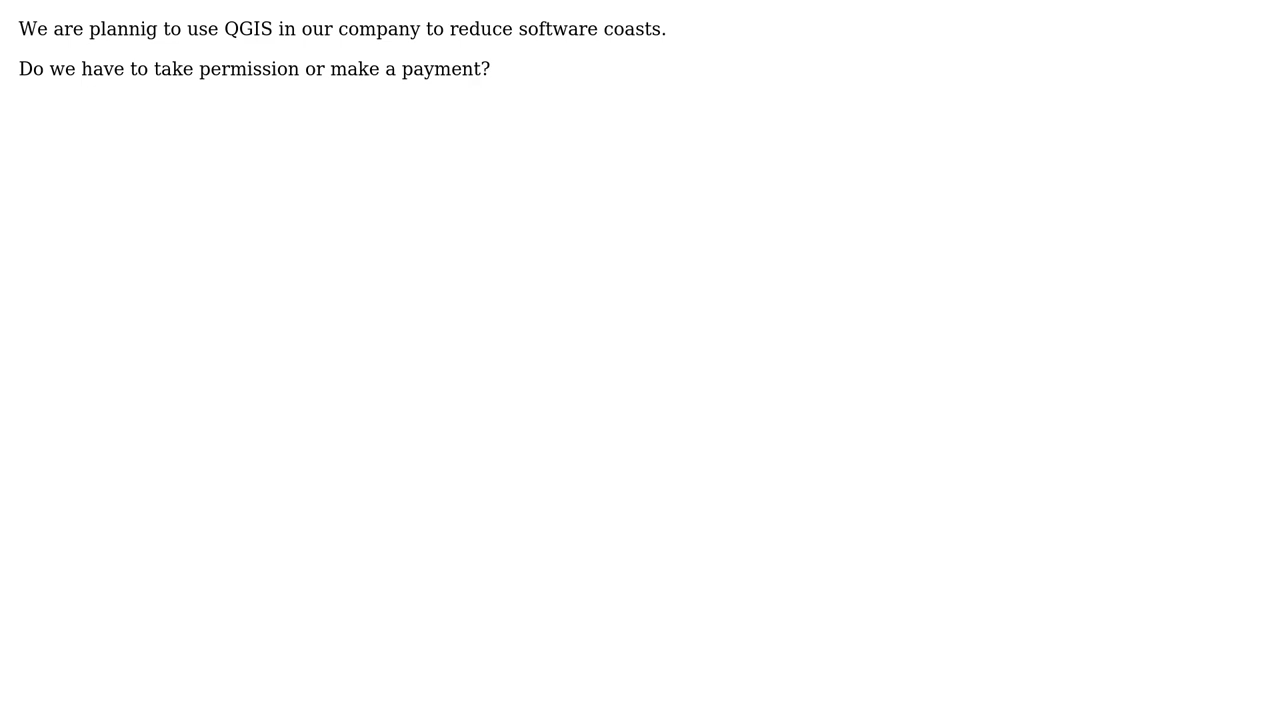 We are plannig to use QGIS in our company to reduce software coasts.
Do we have to take permission or make a payment?